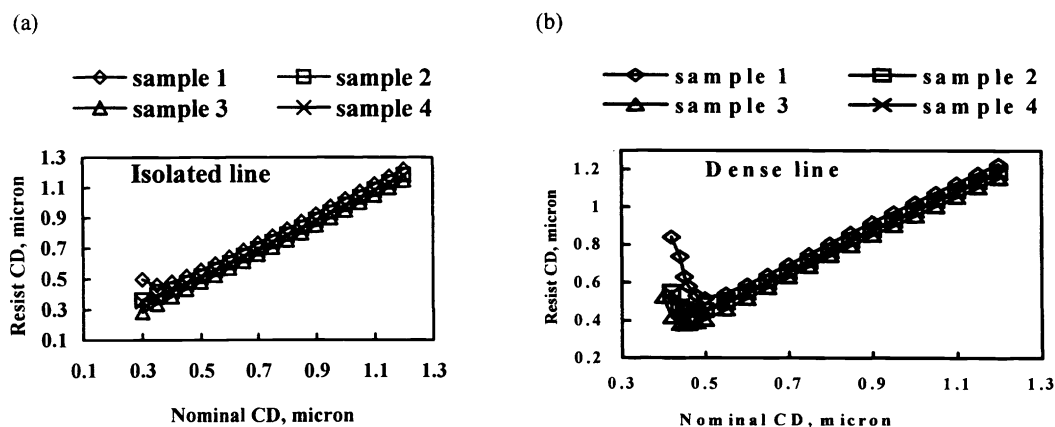 (a)
sample 1 sample 2
sample 3 sample 4
Isolated line
Resist CD, micron
1.3
1.1
0.9
0.7
0.5
0.3
0.1
0.1 0.3 0.5 0.7 0.9 1.1 1.3
Nominal CD, micron
(b)
sample 1 sample 2
sample 3 sample 4
Dense line
Resist CD, micron
1.2
1
0.8
0.6
0.4
0.2
0.3 0.5 0.7 0.9 1.1 1.3
Nominal CD, micron